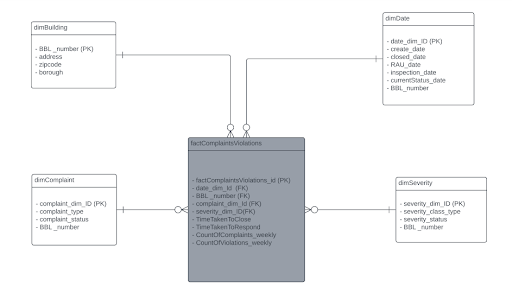 dimBuilding
- BBL _number (PK)
- address
- zipcode
- borough
dimDate
- date_dim_ID (PK)
- create_date
- closed_date
- RAU_date
- inspection_date
- currentStatus_date
- BBL_number
factComplaintsViolations
- factComplaintsViolations_id (PK)
- date_dim_Id (FK)
- BBL _number (FK)
- complaint_dim_id (FK)
- severity_dim_ID(FK)
- TimeTakenToClose
- TimeTakenToRespond
- CountOfComplaints_weekly
- CountOfViolations_weekly
dimComplaint
- complaint_dim_ID (PK)
- complaint_type
- complaint_status
- BBL _number
dimSeverity
- severity_dim_ID (PK)
- severity_class_type
- severity_status
- BBL_number